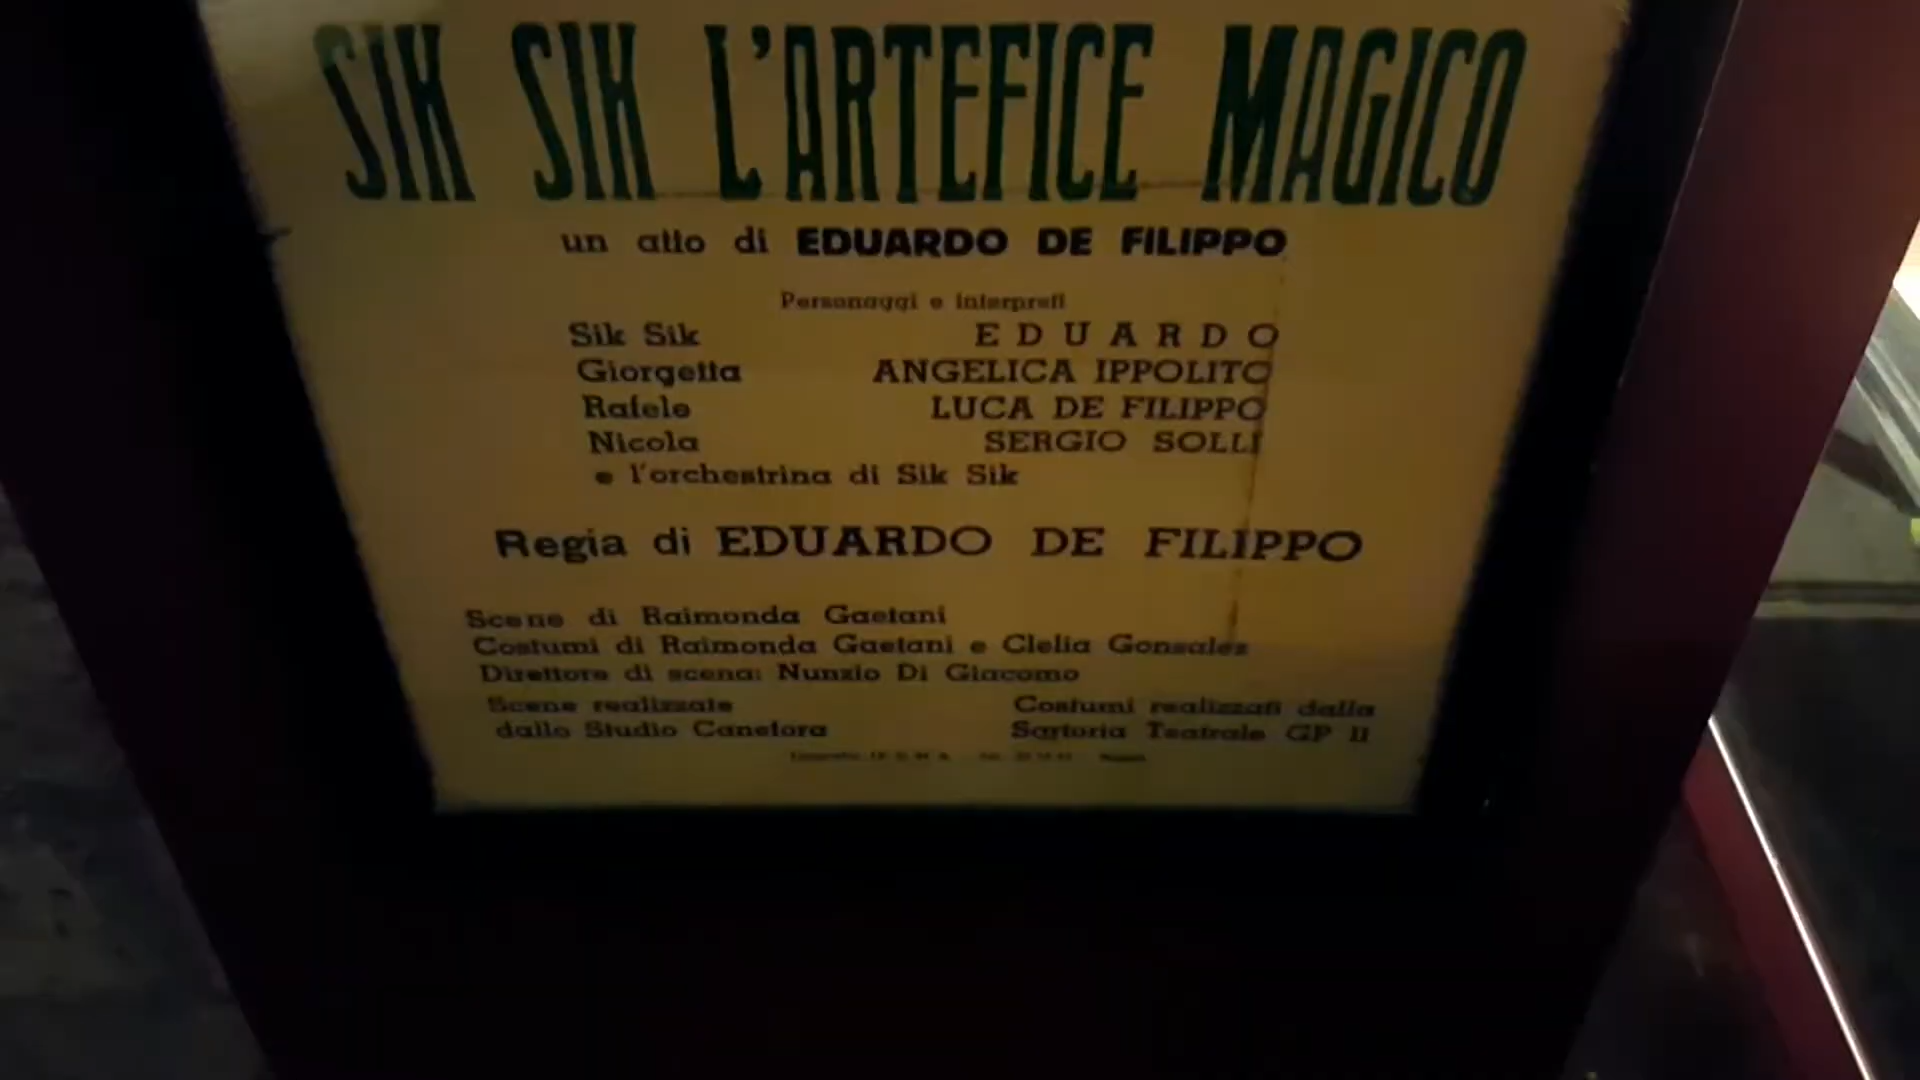 SIK SIK L'ARTEFICE MAGICO
un atto di EDUARDO DE FILIPPO
Personaggi e interpreti
Sik Sik EDUARDO
Giorgetta ANGELICA IPPOLITO
Rafele LUCA DE FILIPPO
Nicola SERGIO SOLLI
e l'orchestrina di Sik Sik
Regia di EDUARDO DE FILIPPO
Scene di Raimonda Gaetani
Costumi di Raimonda Gaetani e Clelia Gonsalez
Direttore di scena: Nunzio Di Giacomo
Scene realizzate Costumi realizzati dalla
dallo Studio Canefora Sartoria Teatrale GP 11